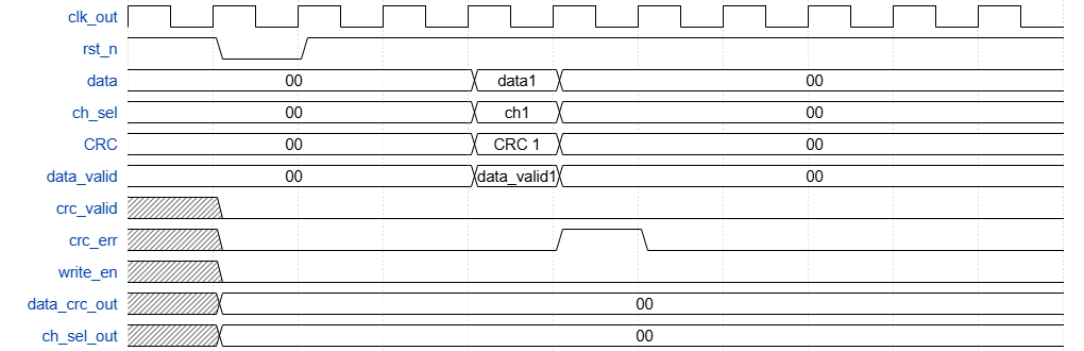 clk_out
rst_n
data 00 data1 00
ch_sel 00 ch1 00
CRC 00 CRC 1 00
data_valid 00 data_valid1 00
crc_valid
crc_err
write_en
data_crc_out 00
ch_sel_out 00